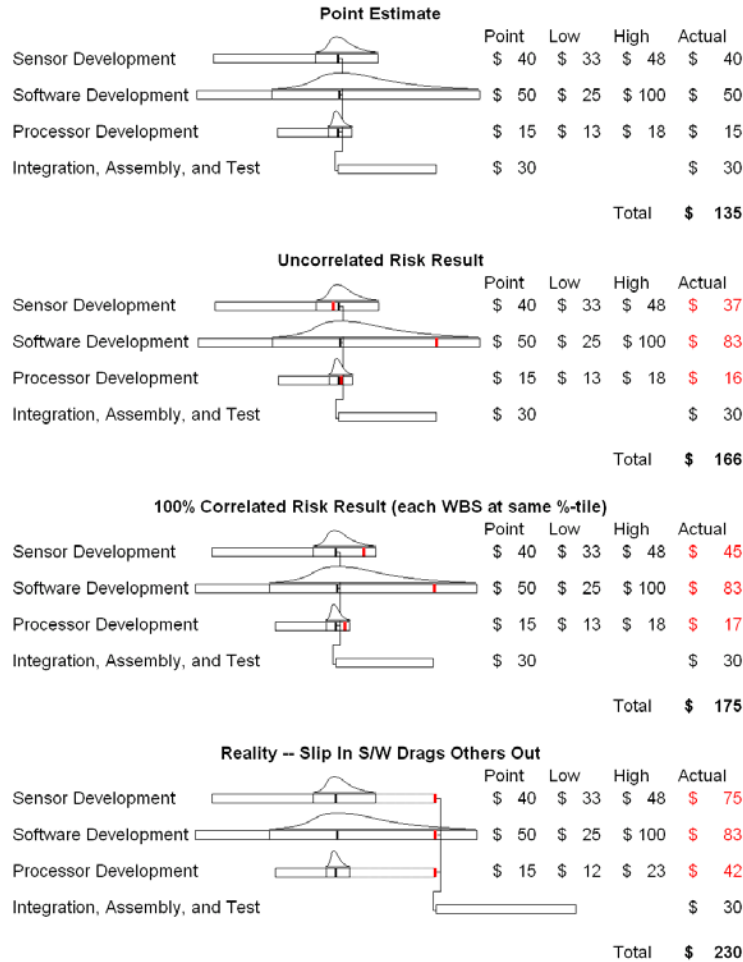 Point Estimate
Point Low High Actual
Sensor Development $ 40 $ 33 $ 48 $ 40
Software Development $ 50 $ 25 $ 100 $ 50
Processor Development $ 15 $ 13 $ 18 $ 15
Integration, Assembly, and Test $ 30 $ 30
Total $ 135
Uncorrelated Risk Result
Point Low High Actual
Sensor Development $ 40 $ 33 $ 48 $ 37
Software Development $ 50 $ 25 $ 100 $ 83
Processor Development $ 15 $ 13 $ 18 $ 16
Integration, Assembly, and Test $ 30 $ 30
Total $ 166
100% Correlated Risk Result (each WBS at same %-tile)
Point Low High Actual
Sensor Development $ 40 $ 33 $ 48 $ 45
Software Development $ 50 $ 25 $ 100 $ 83
Processor Development $ 15 $ 13 $ 18 $ 17
Integration, Assembly, and Test $ 30 $ 30
Total $ 175
Reality -- Slip In S/W Drags Others Out
Point Low High Actual
Sensor Development $ 40 $ 33 $ 48 $ 75
Software Development $ 50 $ 25 $ 100 $ 83
Processor Development $ 15 $ 12 $ 23 $ 42
Integration, Assembly, and Test $ 30
Total $ 230